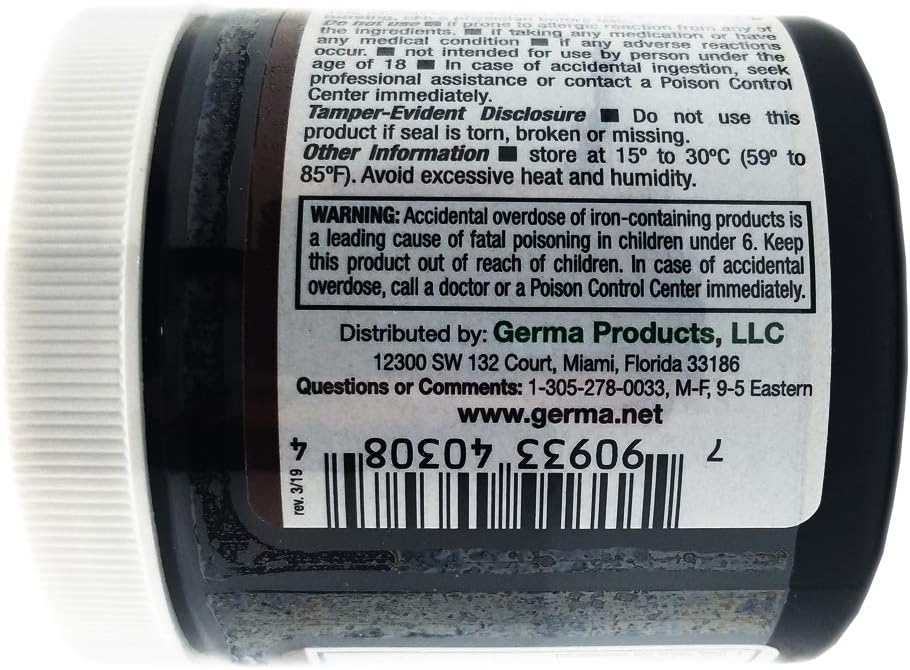 Do not use ■ if prone to allergic reaction from any of
the ingredients. ■ if taking any medication or have
any medical condition ■ if any adverse reactions
occur. ■ not intended for use by person under the
age of 18 ■ In case of accidental ingestion, seek
professional assistance or contact a Poison Control
Center immediately.
Tamper-Evident Disclosure ■ Do not use this
product if seal is torn, broken or missing.
Other Information ■ store at 15º to 30ºC (59º to
85ºF). Avoid excessive heat and humidity.
WARNING: Accidental overdose of iron-containing products is
a leading cause of fatal poisoning in children under 6. Keep
this product out of reach of children. In case of accidental
overdose, call a doctor or a Poison Control Center immediately.
Distributed by: Germa Products, LLC
12300 SW 132 Court, Miami, Florida 33186
Questions or Comments: 1-305-278-0033, M-F, 9-5 Eastern
www.germa.net
7 90933 40308 4
rev. 3/19